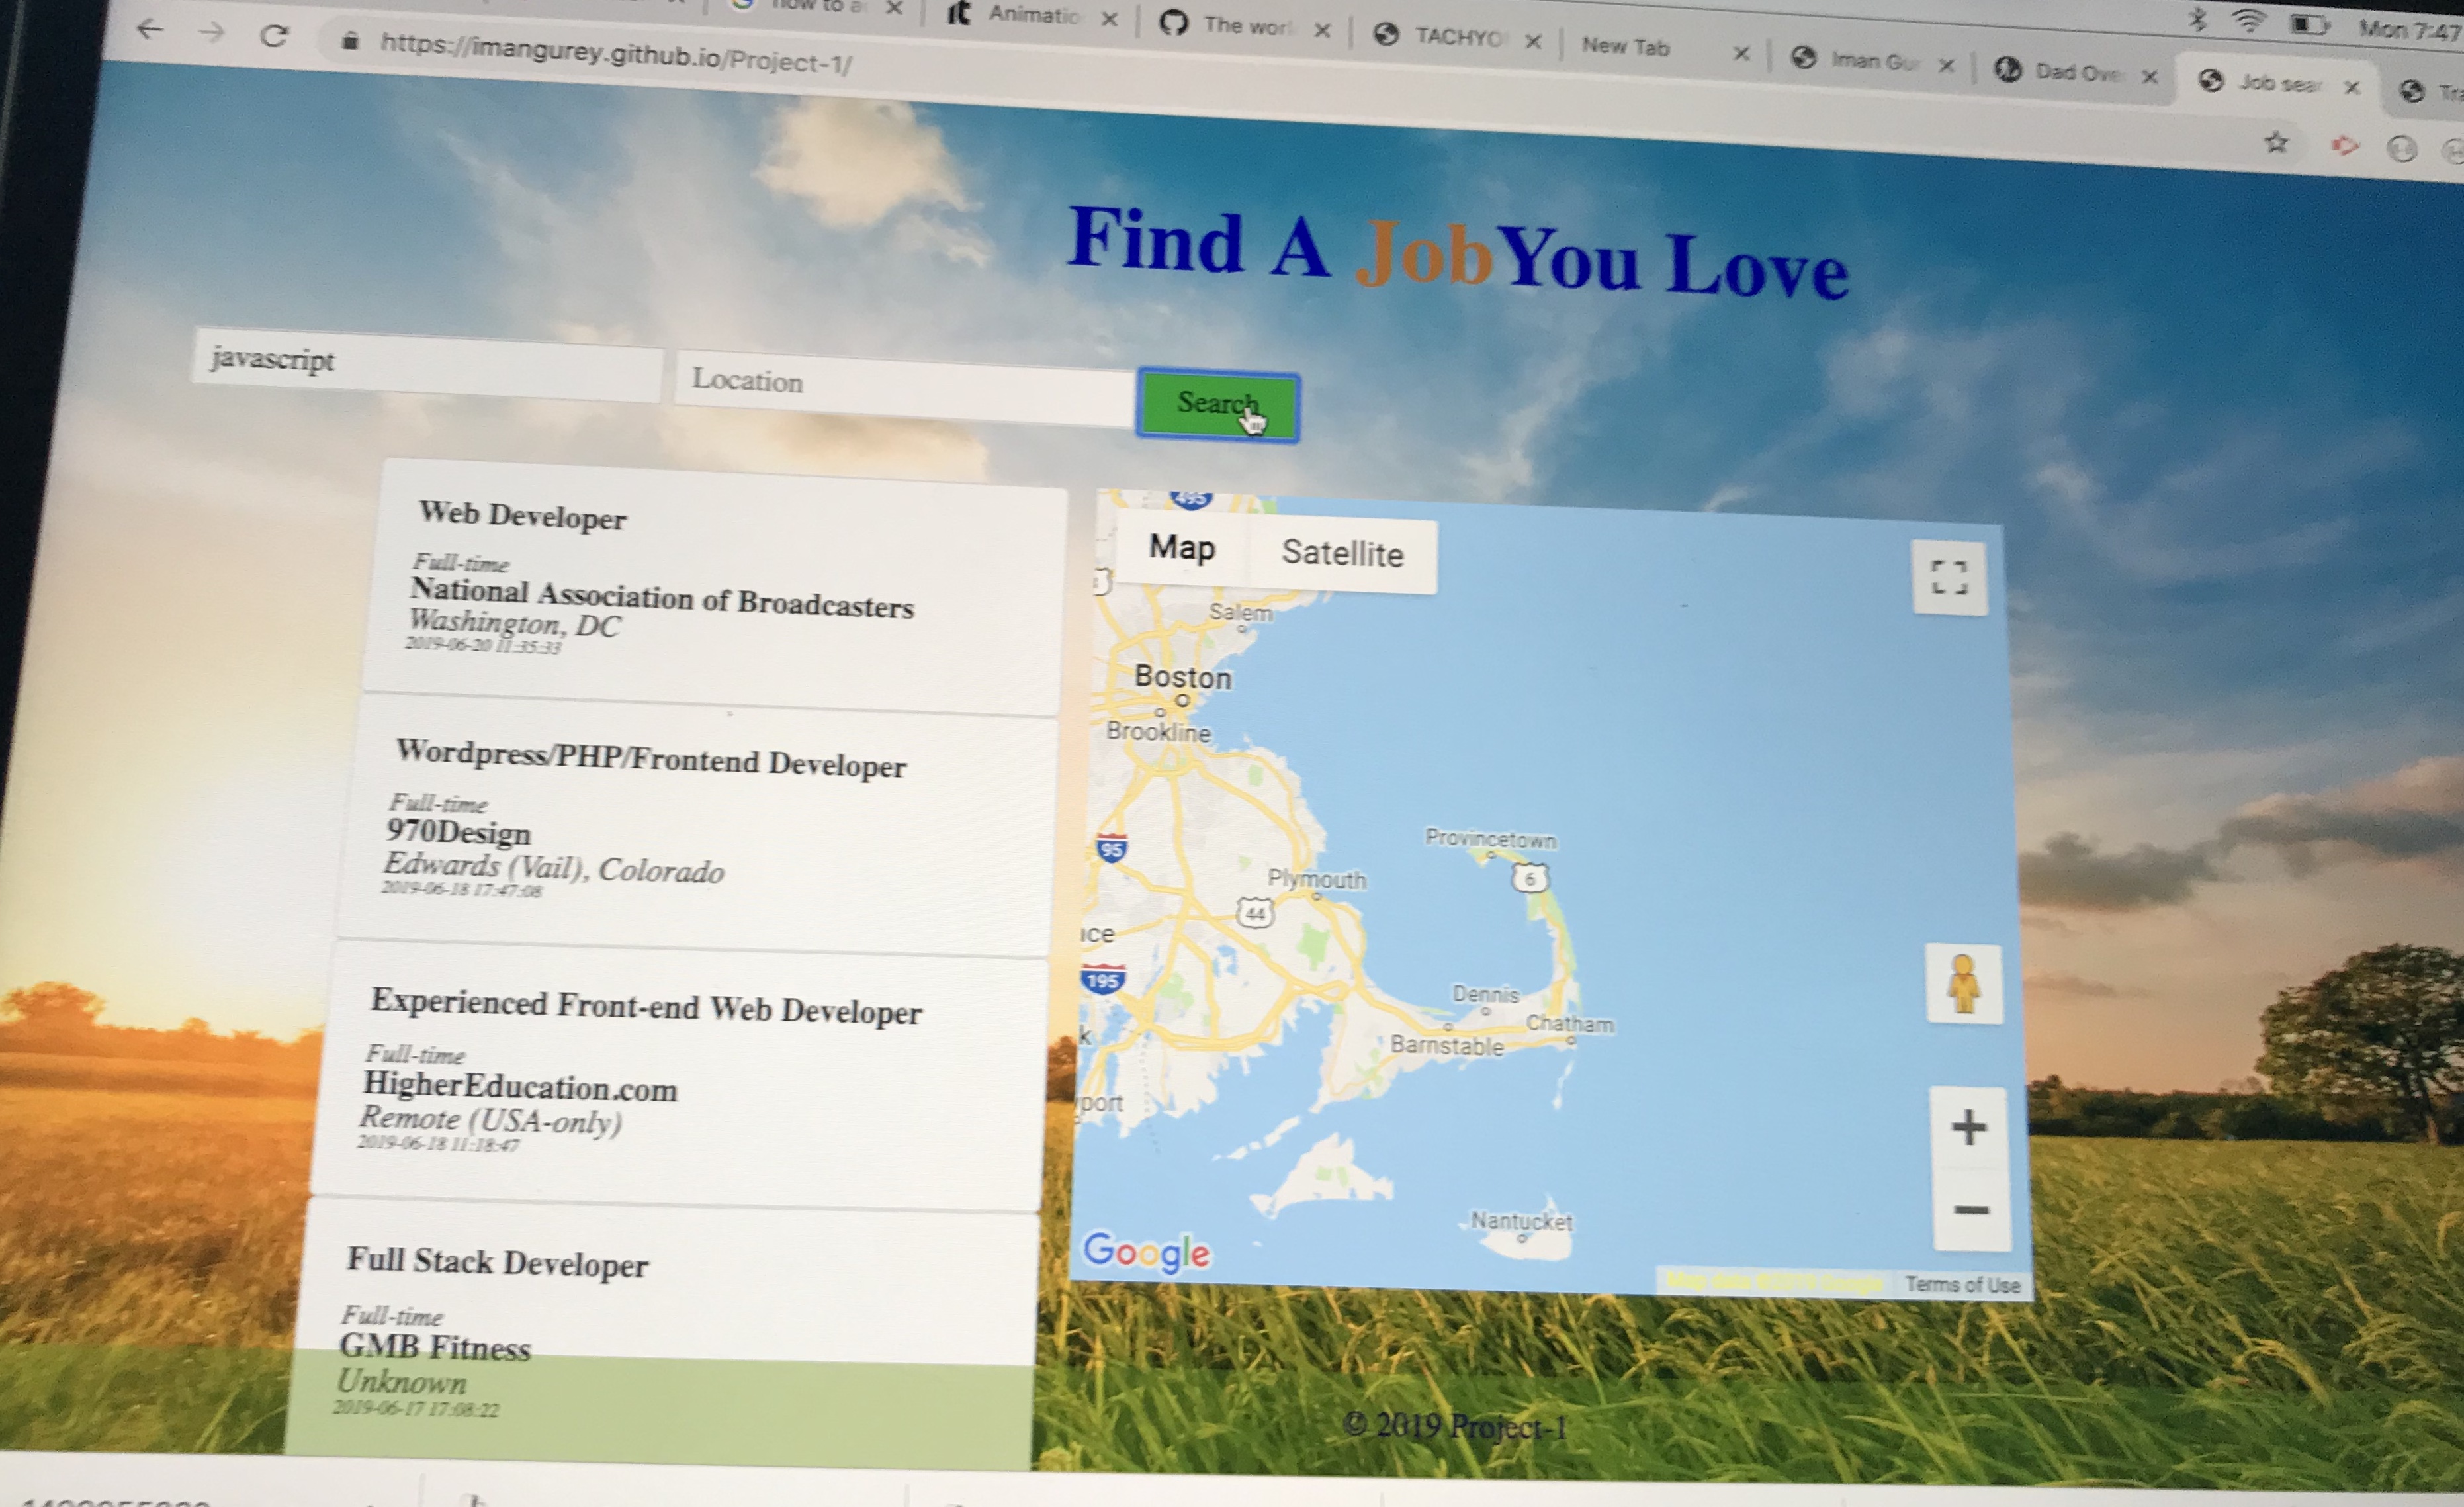 how to a
Animatio
The worl
TACHYO
New Tab
Iman Gu
Dad Ove
Job sear
Mon 7:47
https://imangurey.github.io/Project-1/
Find A JobYou Love
javascript
Location
Search
Web Developer
Full-time
National Association of Broadcasters
Washington, DC
2019-06-20 11:35:33
Wordpress/PHP/Frontend Developer
Full-time
970Design
Edwards (Vail), Colorado
2019-06-18 17:47:08
Experienced Front-end Web Developer
Full-time
HigherEducation.com
Remote (USA-only)
2019-06-18 11:18:47
Full Stack Developer
Full-time
GMB Fitness
Unknown
2019-06-17 17:08:22
495
Map
Satellite
Salem
Boston
Brookline
95
Provincetown
6
Plymouth
44
ice
195
Dennis
Chatham
Barnstable
k
port
Nantucket
Google
Map data ©2019 Google
Terms of Use
© 2019 Project-1